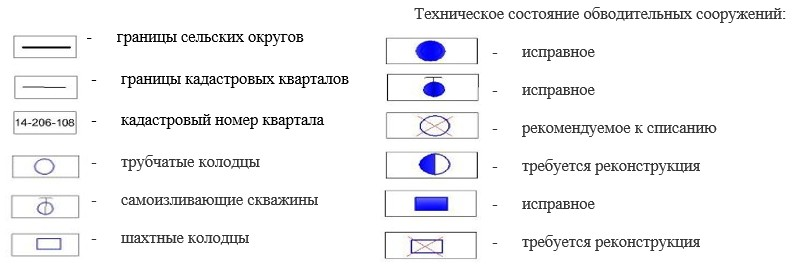 Техническое состояние обводительных сооружений:
- границы сельских округов
- границы кадастровых кварталов
14-206-108 - кадастровый номер квартала
- трубчатые колодцы
- самоизливающие скважины
- шахтные колодцы
- исправное
- исправное
- рекомендуемое к списанию
- требуется реконструкция
- исправное
- требуется реконструкция